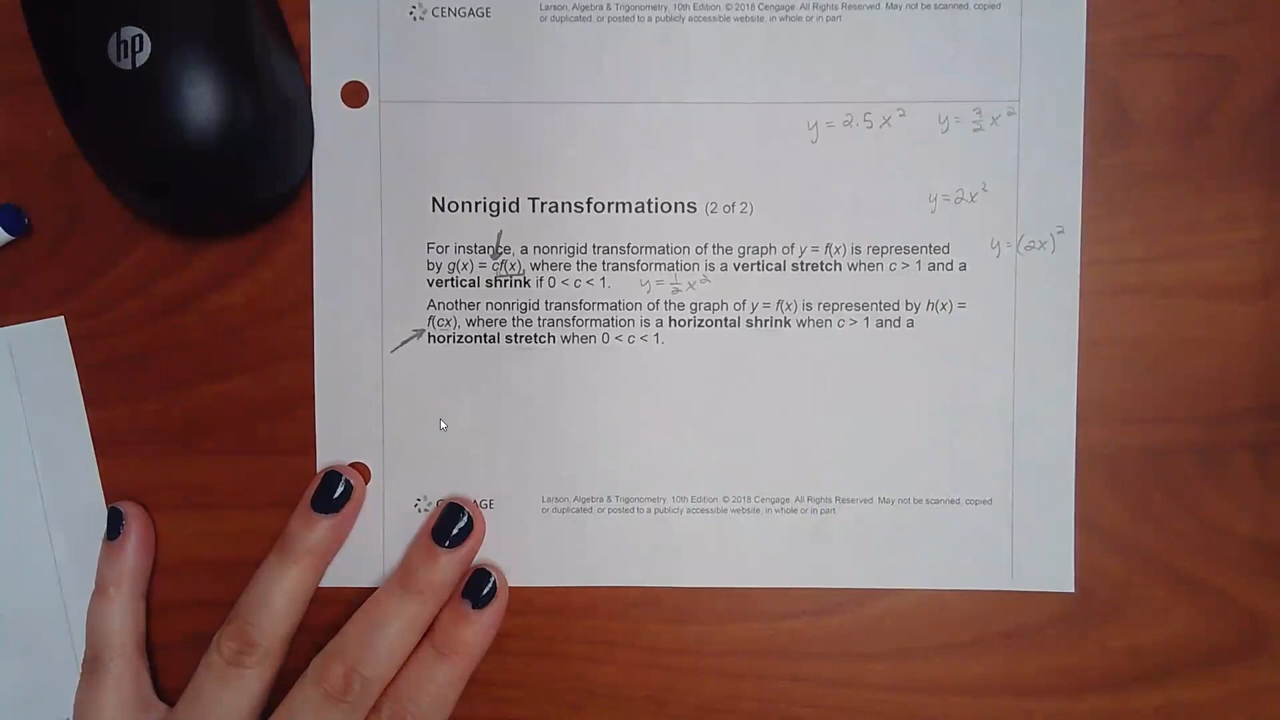 hp
CENGAGE
Larson, Algebra & Trigonometry, 10th Edition. © 2018 Cengage. All Rights Reserved. May not be scanned, copied
or duplicated, or posted to a publicly accessible website, in whole or in part
y = 2.5x² y = 3/2 x²
Nonrigid Transformations (2 of 2)
y=2x²
For instance, a nonrigid transformation of the graph of y = f(x) is represented
y=(2x)²
by g(x) = cf(x), where the transformation is a vertical stretch when c > 1 and a
vertical shrink if 0 < c < 1. y = 1/2 x²
Another nonrigid transformation of the graph of y = f(x) is represented by h(x) =
f(cx), where the transformation is a horizontal shrink when c > 1 and a
horizontal stretch when 0 < c < 1.
Larson, Algebra & Trigonometry, 10th Edition. © 2018 Cengage. All Rights Reserved. May not be scanned, copied
or duplicated, or posted to a publicly accessible website, in whole or in part